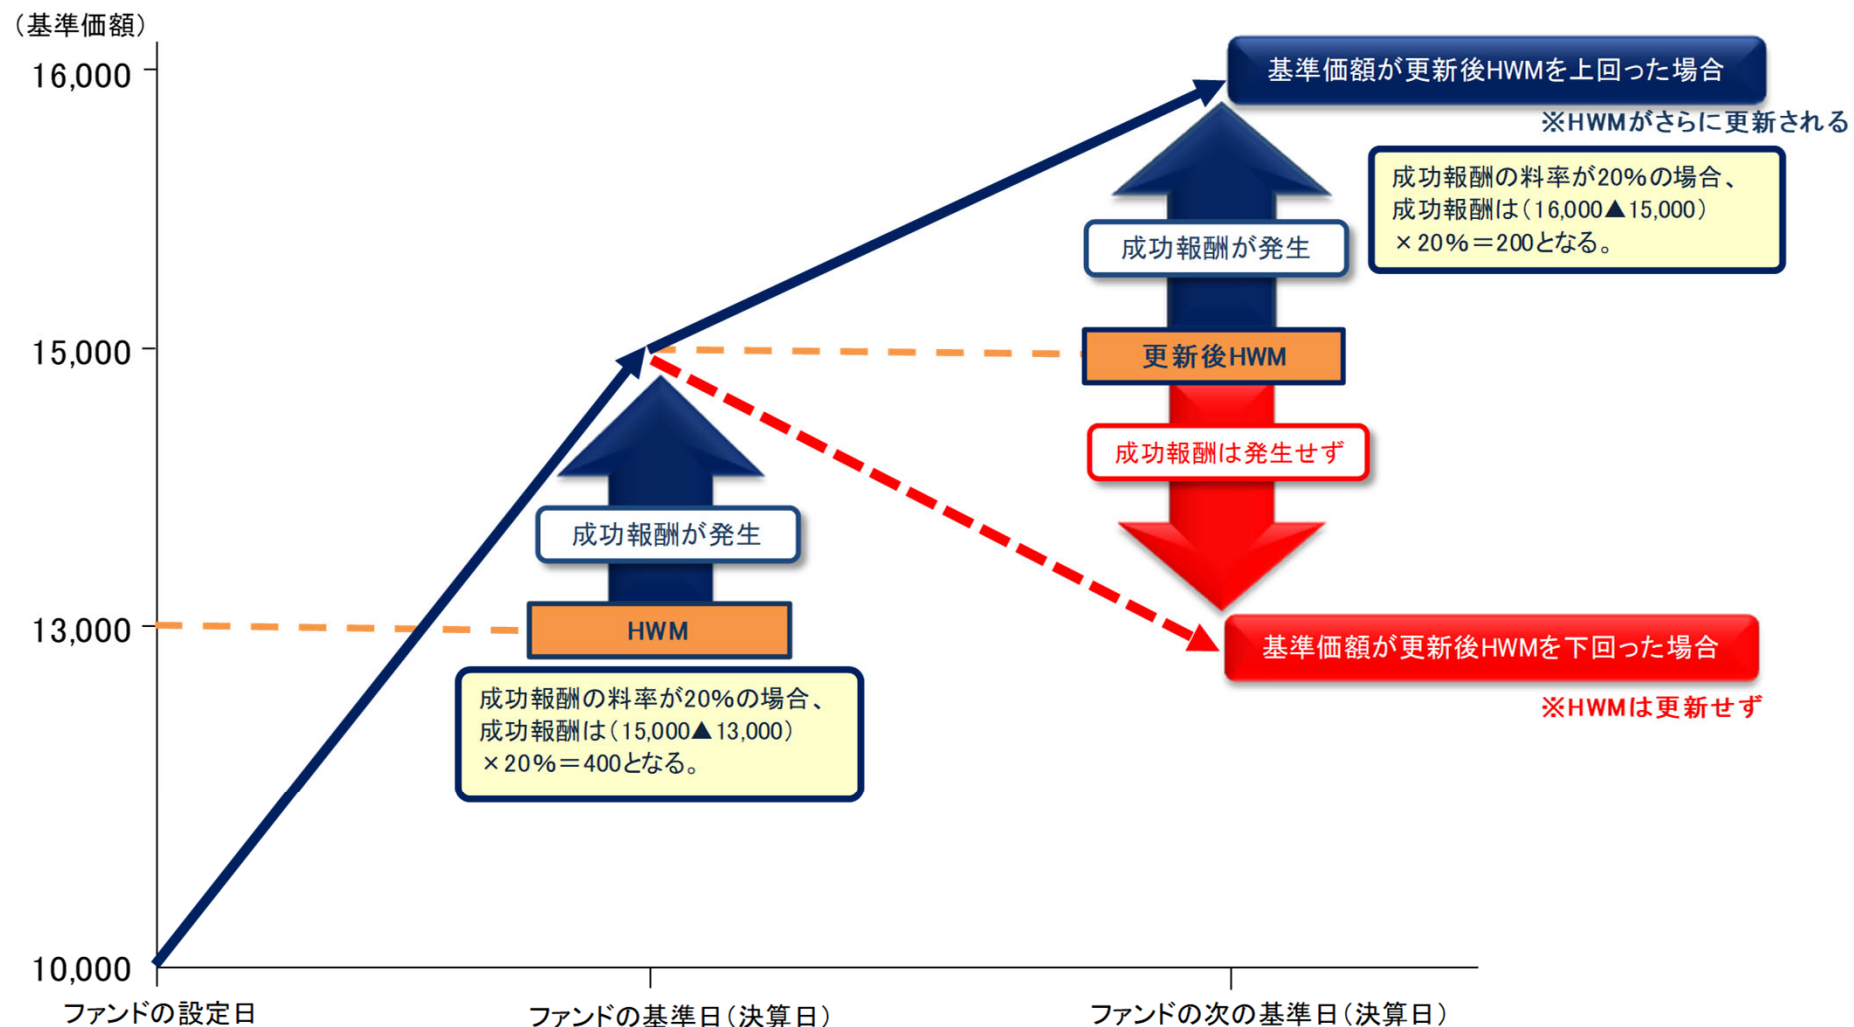 （基準価額）
16,000
基準価額が更新後HWMを上回った場合
※HWMがさらに更新される
成功報酬の料率が20%の場合、
成功報酬は（16,000▲15,000）
×20%＝200となる。
成功報酬が発生
15,000
更新後HWM
成功報酬は発生せず
成功報酬が発生
13,000
HWM
基準価額が更新後HWMを下回った場合
※HWMは更新せず
成功報酬の料率が20%の場合、
成功報酬は（15,000▲13,000）
×20%＝400となる。
10,000
ファンドの設定日
ファンドの基準日（決算日）
ファンドの次の基準日（決算日）